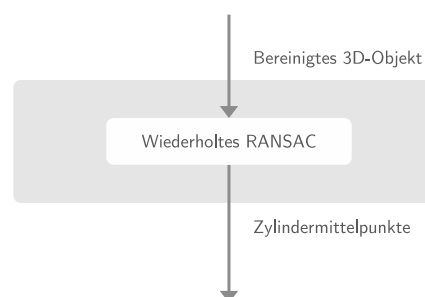 Bereinigtes 3D-Objekt
Wiederholtes RANSAC
Zylindermittelpunkte